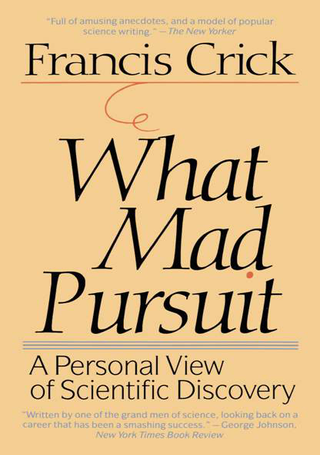 "Full of amusing anecdotes, and a model of popular
science writing." —The New Yorker
Francis Crick
What
Mad
Pursuit
A Personal View
of Scientific Discovery
"Written by one of the grand men of science, looking back on a
career that has been a smashing success." —George Johnson,
New York Times Book Review